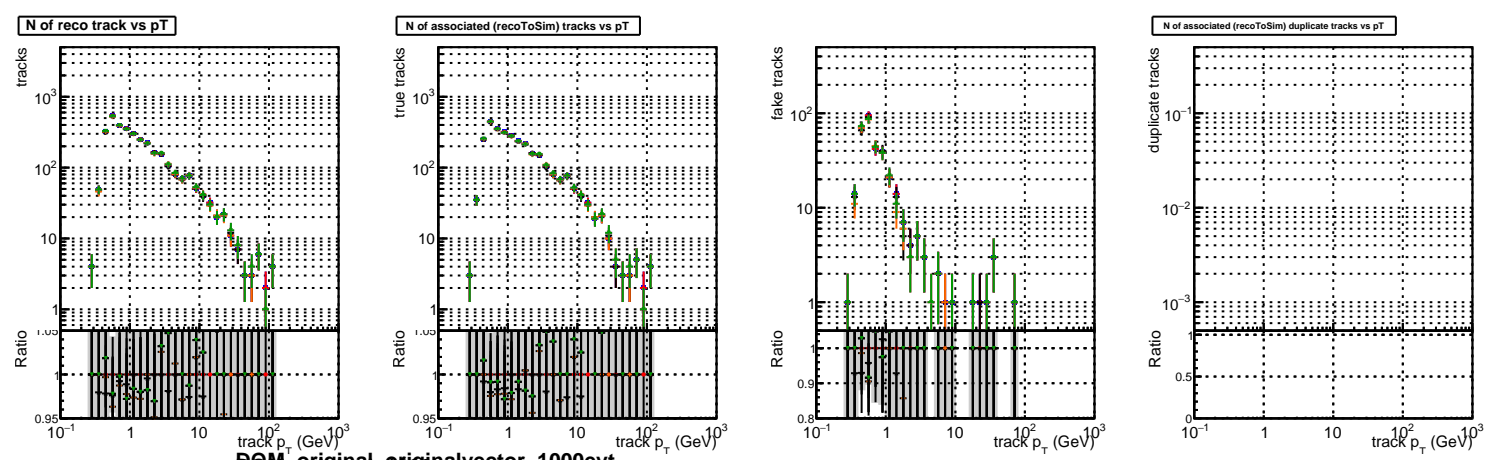 N of reco track vs pT
N of associated (recoToSim) tracks vs pT
N of associated (recoToSim) duplicate tracks vs pT
tracks
10³
10²
10
1
Ratio
1.05
1
0.95
10⁻¹ 1 10 10² 10³
track p_T (GeV)
true tracks
10³
10²
10
1
Ratio
1.05
1
0.95
10⁻¹ 1 10 10² 10³
track p_T (GeV)
fake tracks
10²
10
1
Ratio
1
0.9
0.8
10⁻¹ 1 10 10² 10³
track p_T (GeV)
duplicate tracks
10⁻¹
10⁻²
10⁻³
Ratio
1
0.5
0
10⁻¹ 1 10 10² 10³
track p_T (GeV)